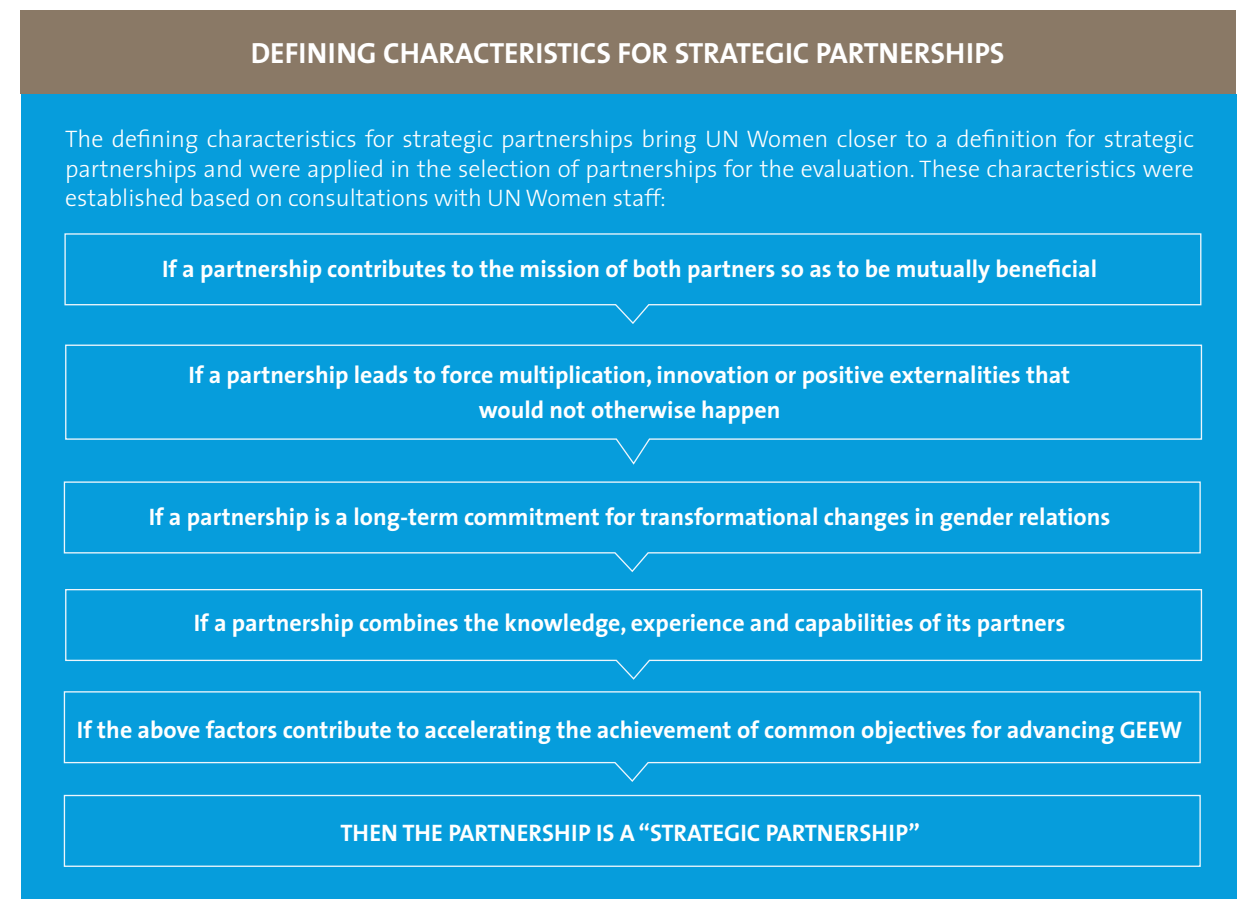 DEFINING CHARACTERISTICS FOR STRATEGIC PARTNERSHIPS
The defining characteristics for strategic partnerships bring UN Women closer to a definition for strategic
partnerships and were applied in the selection of partnerships for the evaluation. These characteristics were
established based on consultations with UN Women staff:
If a partnership contributes to the mission of both partners so as to be mutually beneficial
If a partnership leads to force multiplication, innovation or positive externalities that
would not otherwise happen
If a partnership is a long-term commitment for transformational changes in gender relations
If a partnership combines the knowledge, experience and capabilities of its partners
If the above factors contribute to accelerating the achievement of common objectives for advancing GEEW
THEN THE PARTNERSHIP IS A “STRATEGIC PARTNERSHIP”